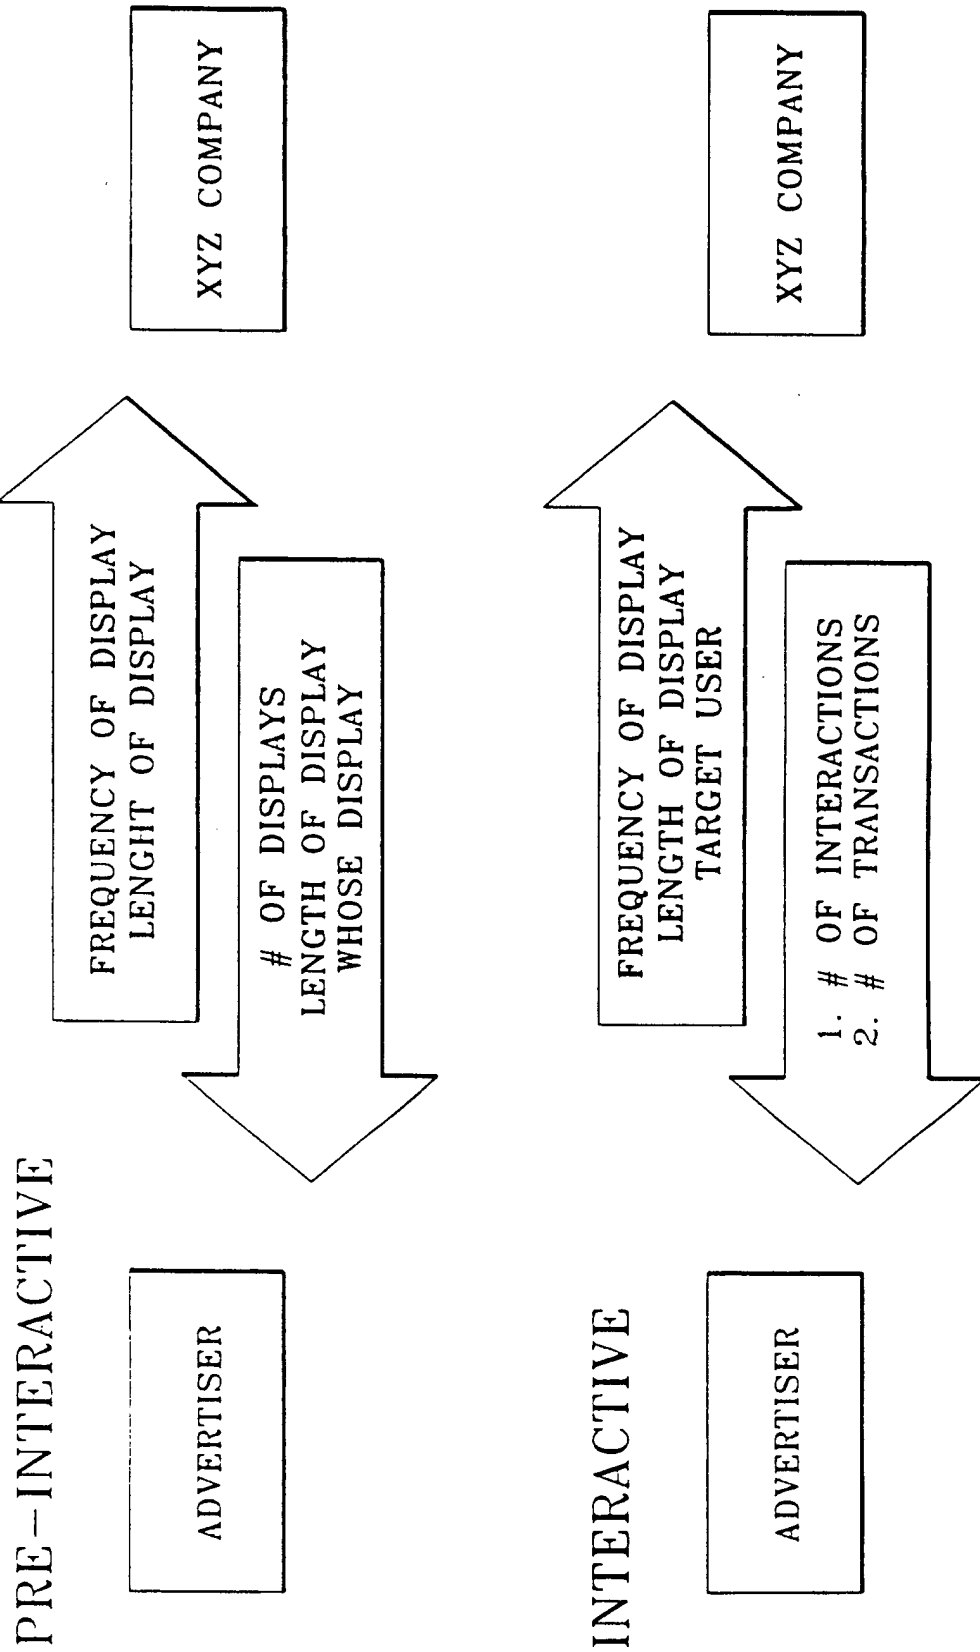 PRE-INTERACTIVE
ADVERTISER
FREQUENCY OF DISPLAY
LENGHT OF DISPLAY
# OF DISPLAYS
LENGTH OF DISPLAY
WHOSE DISPLAY
XYZ COMPANY
INTERACTIVE
ADVERTISER
FREQUENCY OF DISPLAY
LENGTH OF DISPLAY
TARGET USER
1. # OF INTERACTIONS
2. # OF TRANSACTIONS
XYZ COMPANY